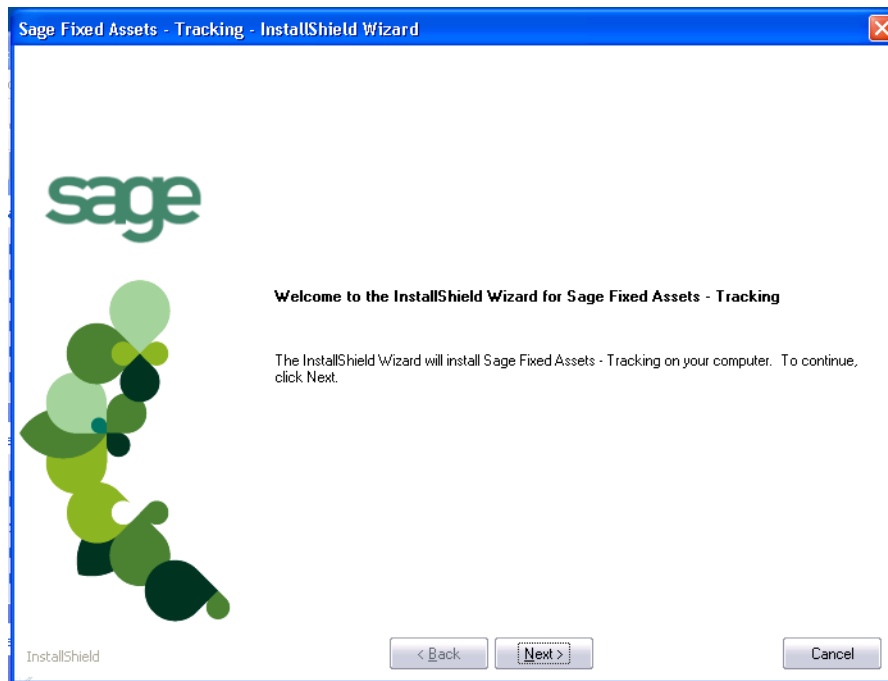 Sage Fixed Assets - Tracking - InstallShield Wizard
sage
Welcome to the InstallShield Wizard for Sage Fixed Assets - Tracking
The InstallShield Wizard will install Sage Fixed Assets - Tracking on your computer. To continue,
click Next.
InstallShield
< Back
Next >
Cancel